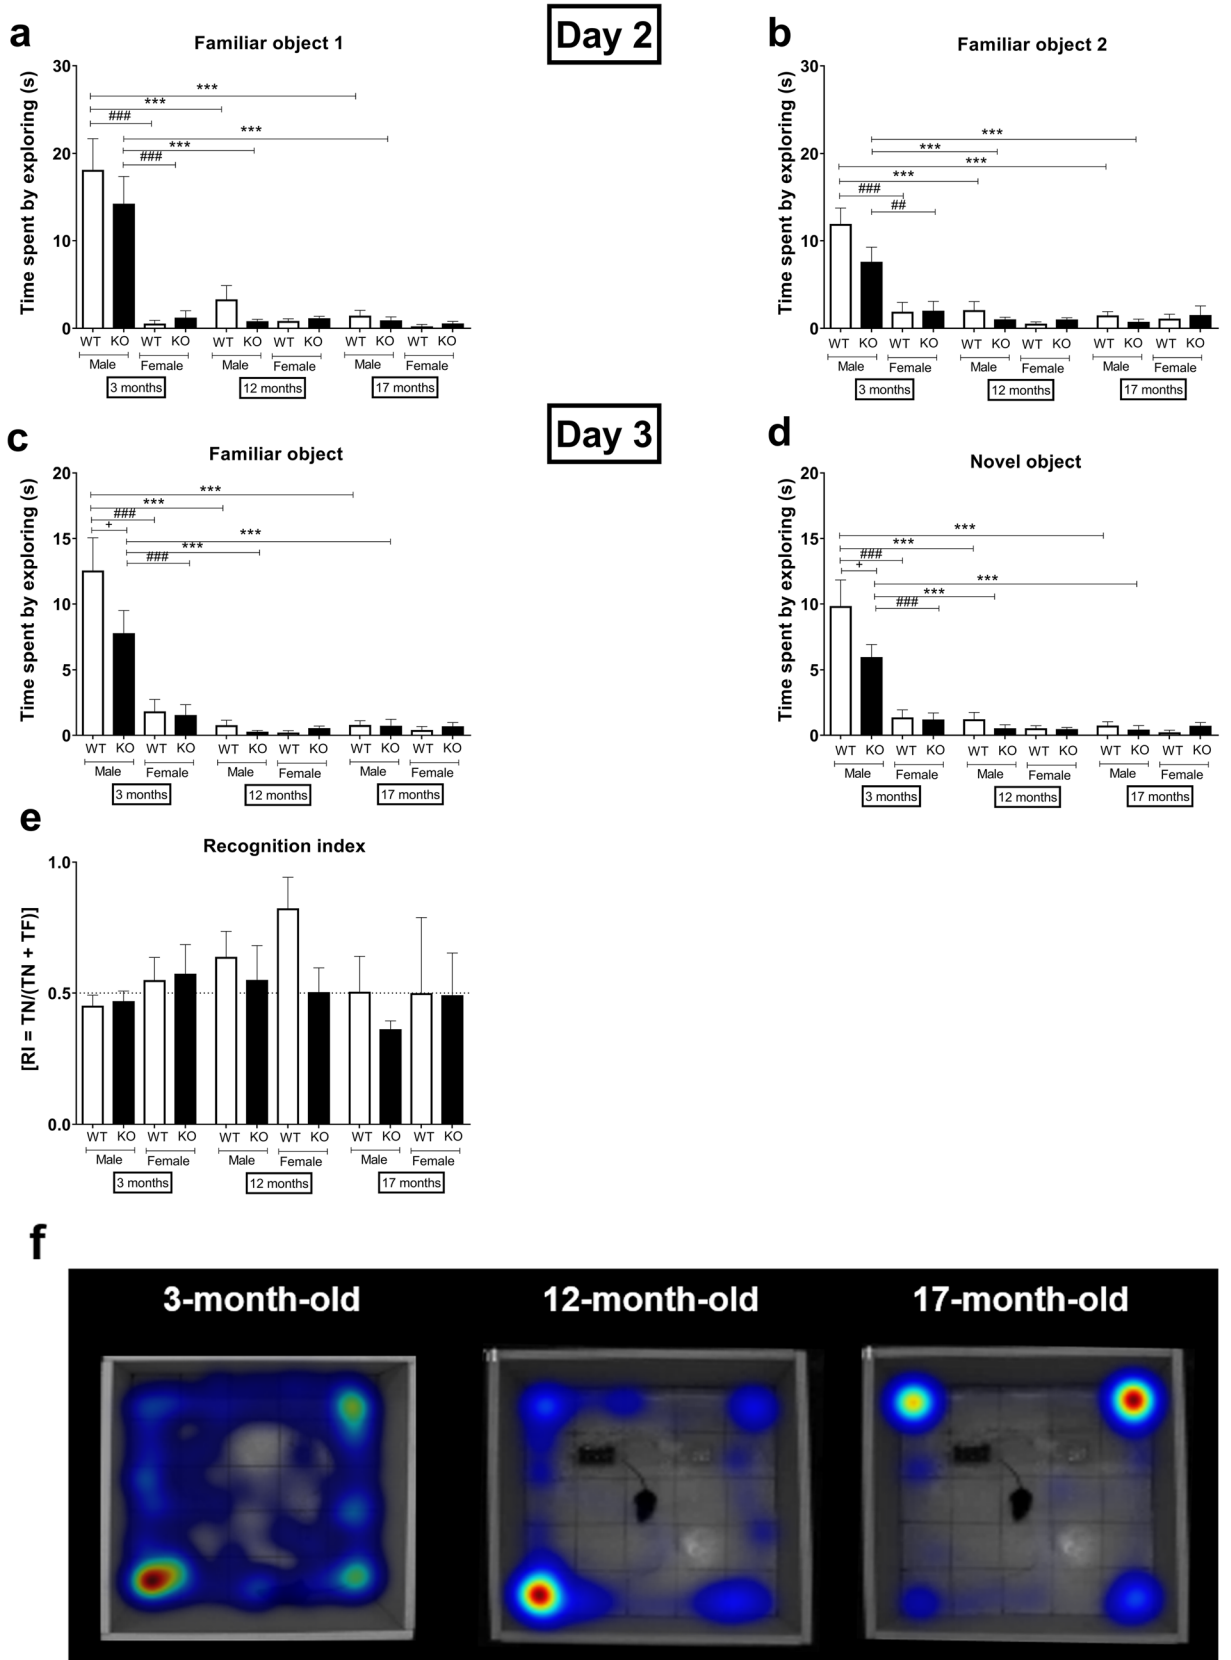 a
Day 2
b
Familiar object 1
Familiar object 2
Time spent by exploring (s)
30
20
10
0
***
***
###
***
***
###
WT KO WT KO WT KO WT KO WT KO WT KO
Male Female Male Female Male Female
3 months 12 months 17 months
Time spent by exploring (s)
30
20
10
0
***
***
***
***
###
##
WT KO WT KO WT KO WT KO WT KO WT KO
Male Female Male Female Male Female
3 months 12 months 17 months
c
Day 3
d
Familiar object
Novel object
Time spent by exploring (s)
20
15
10
5
0
***
***
###
+
***
***
###
WT KO WT KO WT KO WT KO WT KO WT KO
Male Female Male Female Male Female
3 months 12 months 17 months
Time spent by exploring (s)
20
15
10
5
0
***
***
###
+
***
***
###
WT KO WT KO WT KO WT KO WT KO WT KO
Male Female Male Female Male Female
3 months 12 months 17 months
e
Recognition index
[RI = TN/(TN + TF)]
1.0
0.5
0.0
WT KO WT KO WT KO WT KO WT KO WT KO
Male Female Male Female Male Female
3 months 12 months 17 months
f
3-month-old 12-month-old 17-month-old